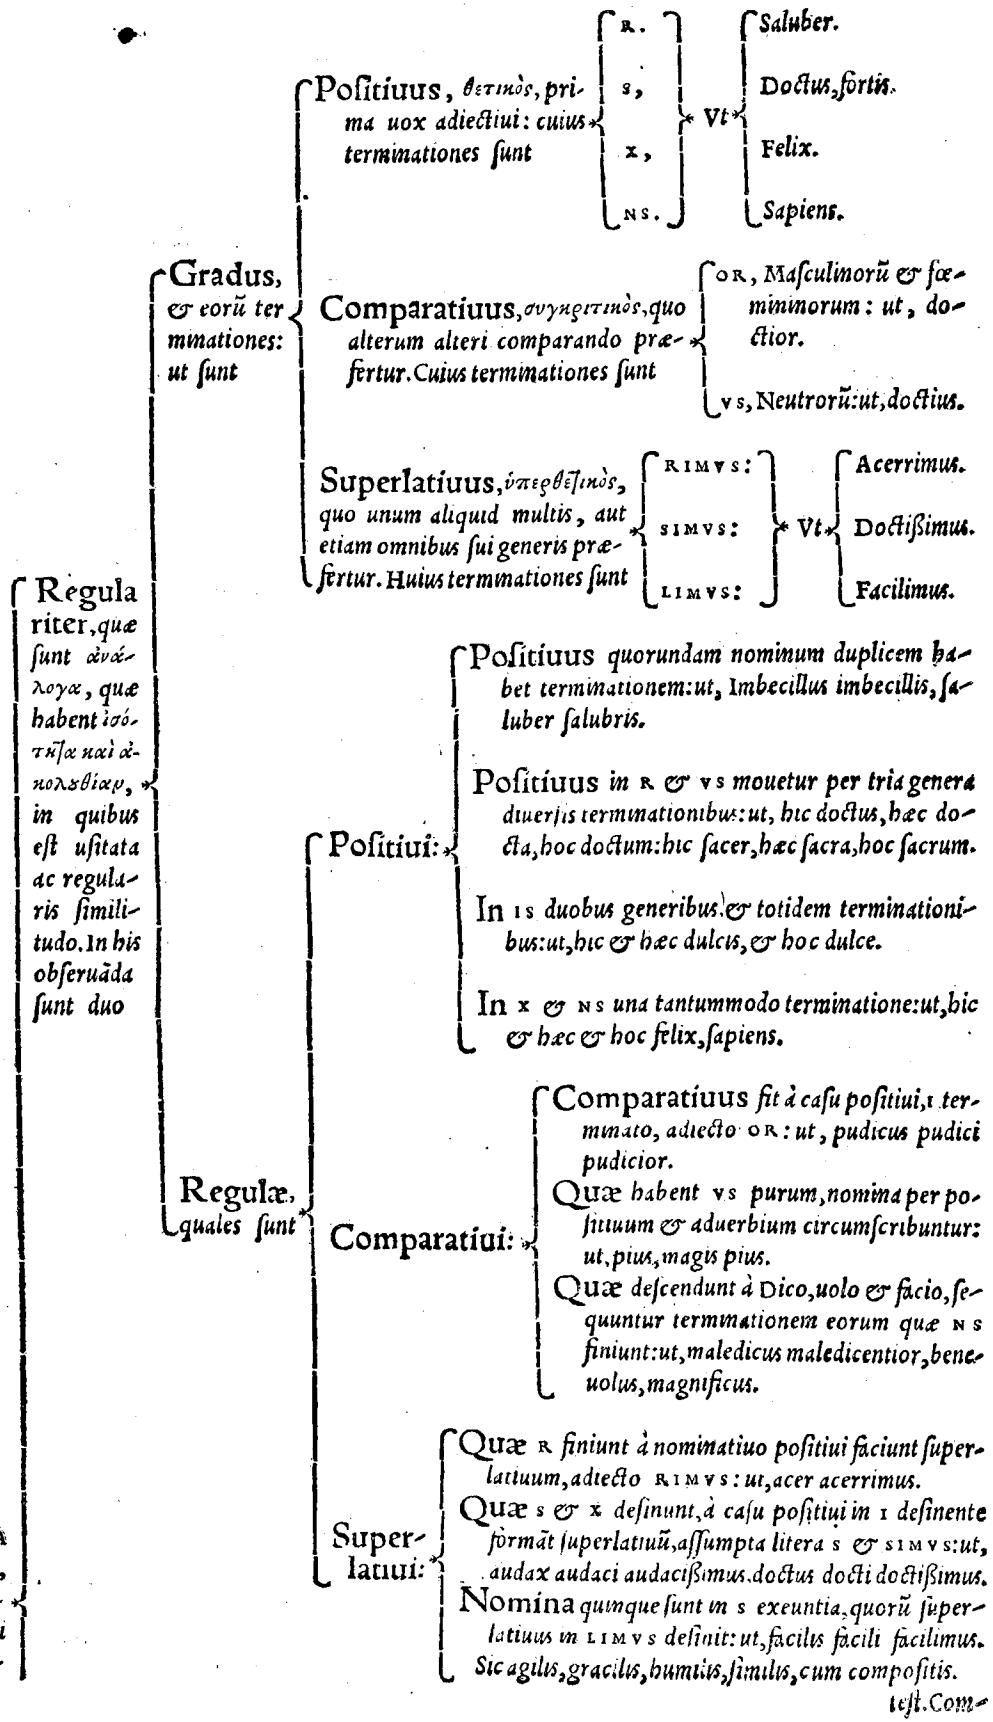 Poſitiuus, θετικὸς, pri-
ma uox adiectiui: cuius
terminationes ſunt
R.
S,
X,
NS.
Vt
Saluber.
Doctus, fortis.
Felix.
Sapiens.
Gradus,
& eorū ter
minationes:
ut ſunt
Comparatiuus, συγκριτικὸς, quo
alterum alteri comparando præ-
fertur. Cuius terminationes ſunt
OR, Maſculinorū & fœ-
mininorum: ut, do-
ctior.
VS, Neutrorū: ut, doctius.
Superlatiuus, ὑπερθετικὸς,
quo unum aliquid multis, aut
etiam omnibus ſui generis præ-
fertur. Huius terminationes ſunt
RIMVS:
SIMVS:
LIMVS:
Vt
Acerrimus.
Doctißimus.
Facilimus.
Regula
riter, quæ
ſunt ἀνά-
λογα, quæ
habent ἰσό-
τητα καὶ ἀ-
κολουθίαν,
in quibus
eſt uſitata
ac regula-
ris ſimili-
tudo. In his
obſeruāda
ſunt duo
Poſitiui:
Poſitiuus quorundam nominum duplicem ha-
bet terminationem: ut, Imbecillus imbecillis, ſa-
luber ſalubris.
Poſitiuus in R & VS mouetur per tria genera
diuerſis terminationibus: ut, hic doctus, hæc do-
cta, hoc doctum: hic ſacer, hæc ſacra, hoc ſacrum.
In IS duobus generibus & totidem terminationi-
bus: ut, hic & hæc dulcis, & hoc dulce.
In X & NS una tantummodo terminatione: ut, hic
& hæc & hoc felix, ſapiens.
Regulæ,
quales ſunt
Comparatiui:
Comparatiuus fit à caſu poſitiui, I ter-
minato, adiecto OR: ut, pudicus pudici
pudicior.
Quæ habent VS purum, nomina per po-
ſitiuum & aduerbium circumſcribuntur:
ut, pius, magis pius.
Quæ deſcendunt à Dico, uolo & facio, ſe-
quuntur terminationem eorum quæ NS
finiunt: ut, maledicus maledicentior, bene-
uolus, magnificus.
Super-
latiui:
Quæ R finiunt à nominatiuo poſitiui faciunt ſuper-
latiuum, adiecto RIMVS: ut, acer acerrimus.
Quæ S & X deſinunt, à caſu poſitiui in I deſinente
formāt ſuperlatiuū, aſſumpta litera S & SIMVS: ut,
audax audaci audacißimus. doctus docti doctißimus.
Nomina quinque ſunt in S exeuntia, quorū ſuper-
latiuus in LIMVS deſinit: ut, facilis facili facilimus.
Sic agilis, gracilis, humilis, ſimilis, cum compoſitis.
Com-